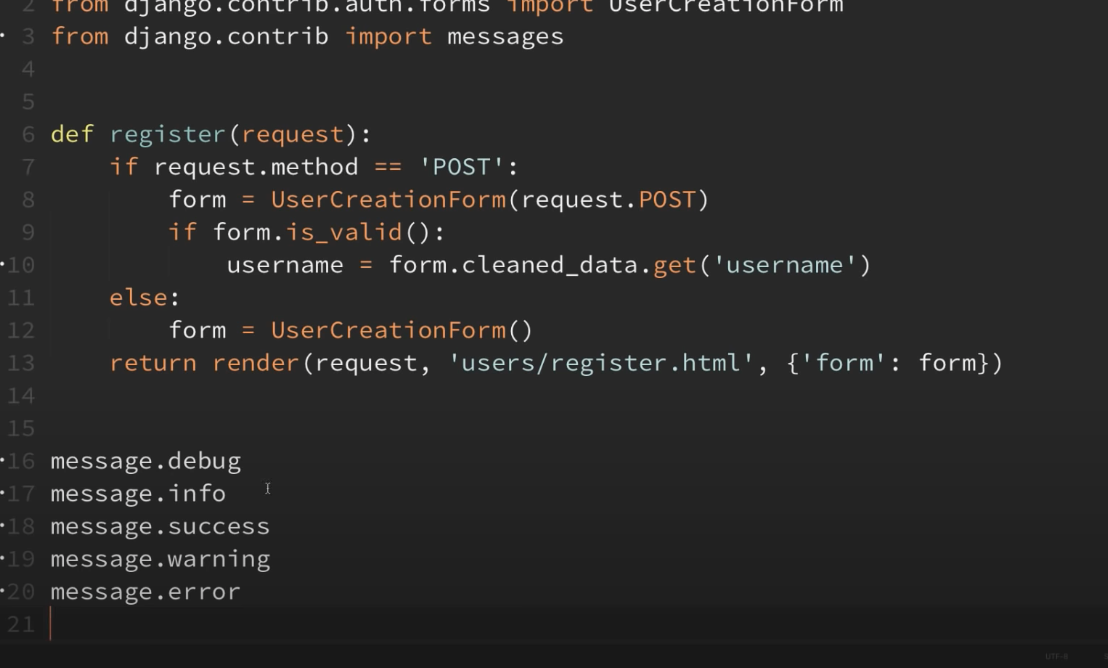 2 from django.contrib.auth.forms import UserCreationForm
3 from django.contrib import messages
4
5
6 def register(request):
7     if request.method == 'POST':
8         form = UserCreationForm(request.POST)
9         if form.is_valid():
10             username = form.cleaned_data.get('username')
11     else:
12         form = UserCreationForm()
13     return render(request, 'users/register.html', {'form': form})
14
15
16 message.debug
17 message.info
18 message.success
19 message.warning
20 message.error
21
UTF-8